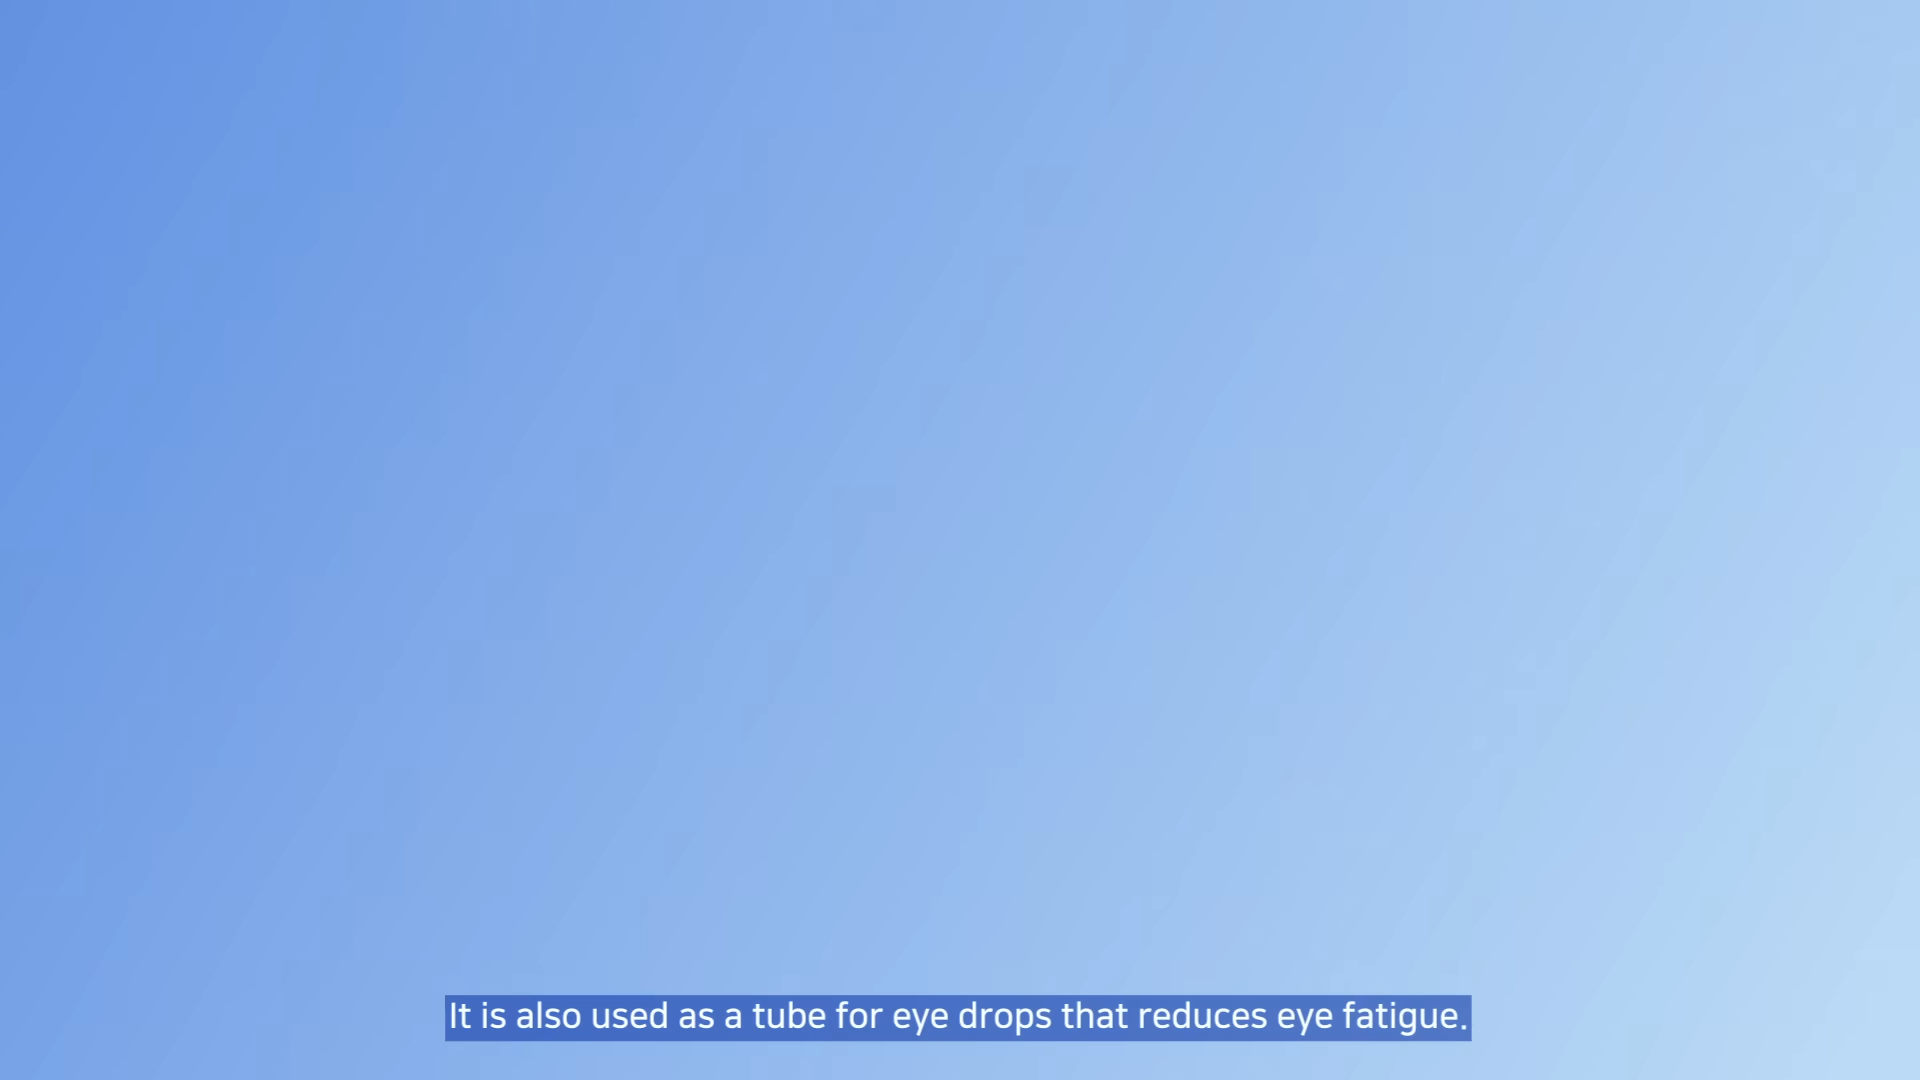 It is also used as a tube for eye drops that reduces eye fatigue.